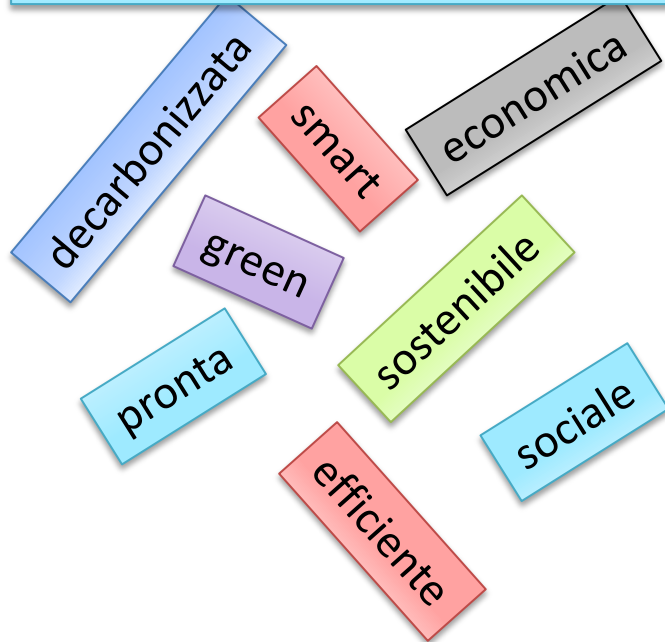 decarbonizzata
smart
economica
green
sostenibile
pronta
sociale
efficiente